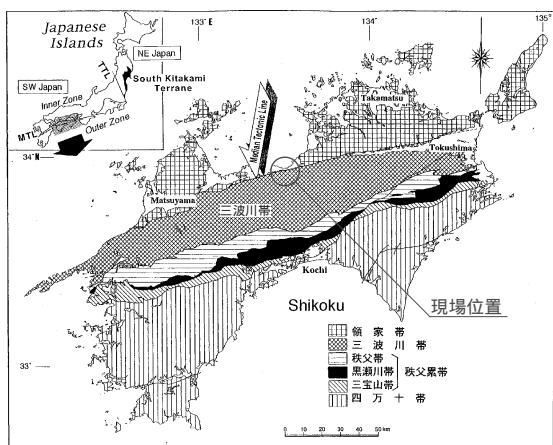 Japanese
Islands
NE Japan
TTL
South Kitakami
Terrane
SW Japan
Inner Zone
MTL
Outer Zone
133° E
134°
135°
34° N
33°
Median Tectonic Line
Takamatsu
Tokushima
Matsuyama
三波川帯
Kochi
Shikoku
現場位置
領家帯
三波川帯
秩父帯
黒瀬川帯
三宝山帯
秩父累帯
四万十帯
0 10 20 30 40 50 km